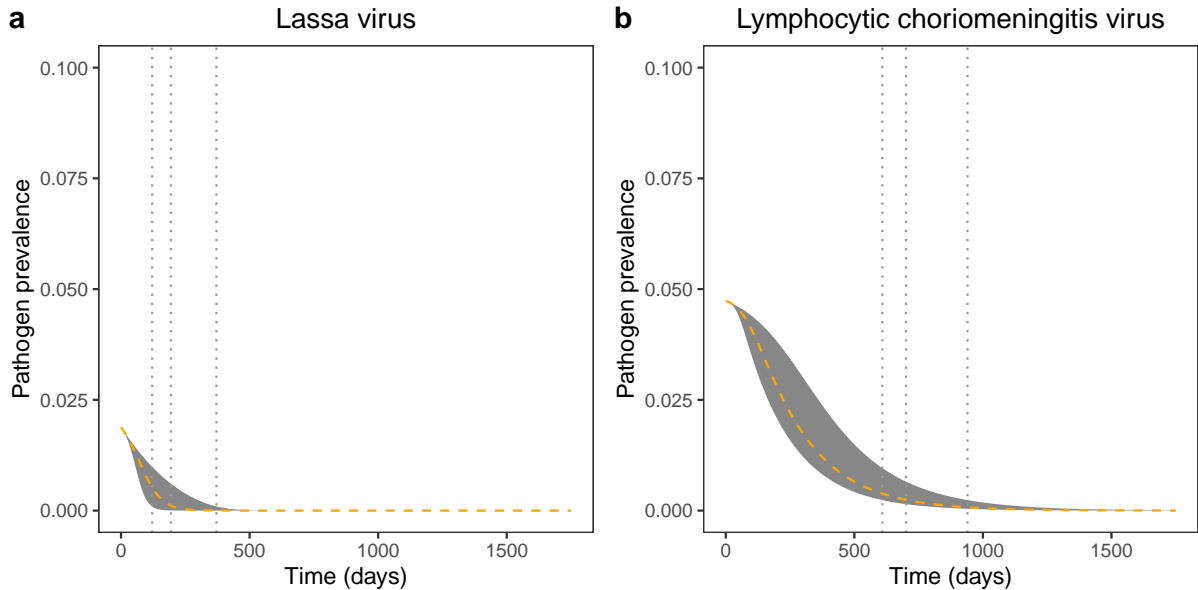 a
Lassa virus
0.100
0.075
0.050
0.025
0.000
Pathogen prevalence
0
500
1000
1500
Time (days)
b
Lymphocytic choriomeningitis virus
0.100
0.075
0.050
0.025
0.000
Pathogen prevalence
0
500
1000
1500
Time (days)